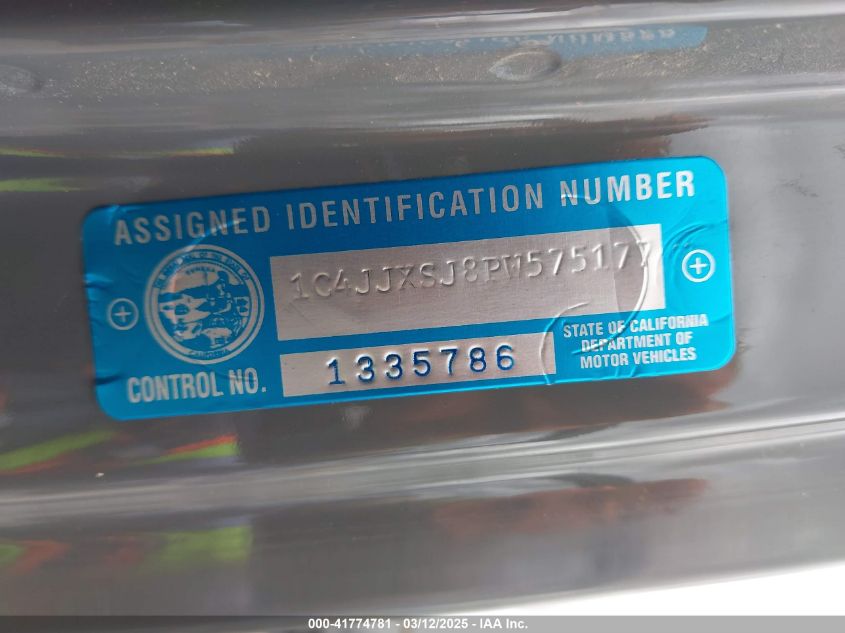 ASSIGNED IDENTIFICATION NUMBER
1C4JJXSJ8PW575177
STATE OF CALIFORNIA
DEPARTMENT OF
MOTOR VEHICLES
CONTROL NO. 1335786
CALIFORNIA
000-41774781 - 03/12/2025 - IAA Inc.